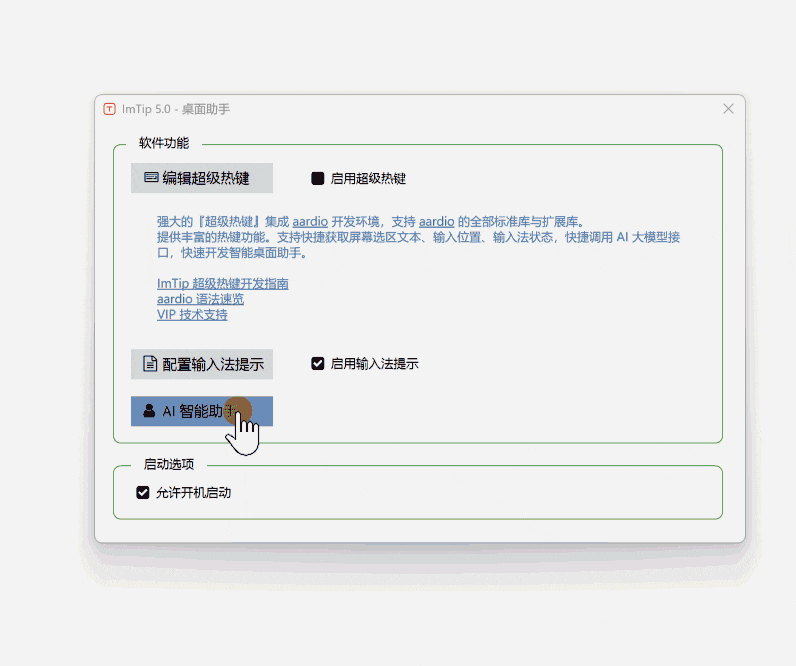 ImTip 5.0 - 桌面助手
软件功能
编辑超级热键
启用超级热键
强大的『超级热键』集成 aardio 开发环境，支持 aardio 的全部标准库与扩展库。
提供丰富的热键功能。支持快捷获取屏幕选区文本、输入位置、输入法状态，快捷调用 AI 大模型接
口，快速开发智能桌面助手。
ImTip 超级热键开发指南
aardio 语法速览
VIP 技术支持
配置输入法提示
启用输入法提示
AI 智能助手
启动选项
允许开机启动